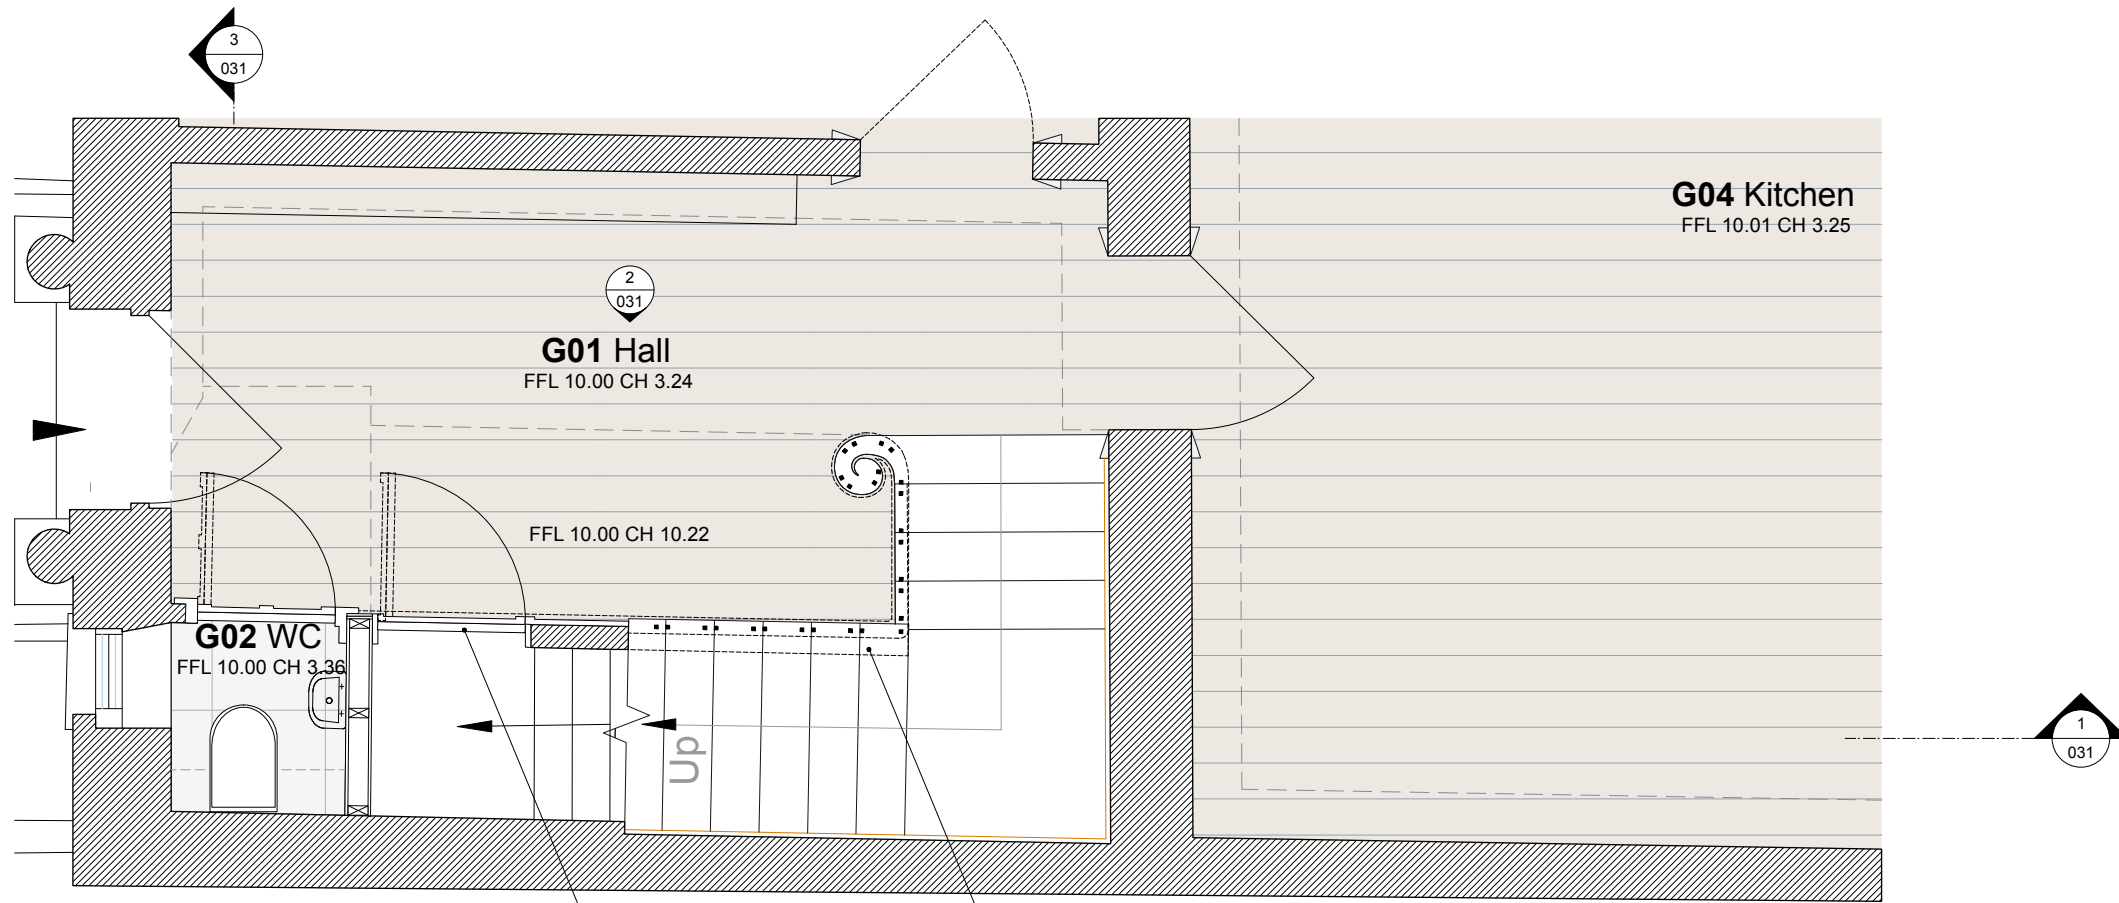 3
031
G04 Kitchen
FFL 10.01 CH 3.25
2
031
G01 Hall
FFL 10.00 CH 3.24
FFL 10.00 CH 10.22
G02 WC
FFL 10.00 CH 3.36
Up
1
031